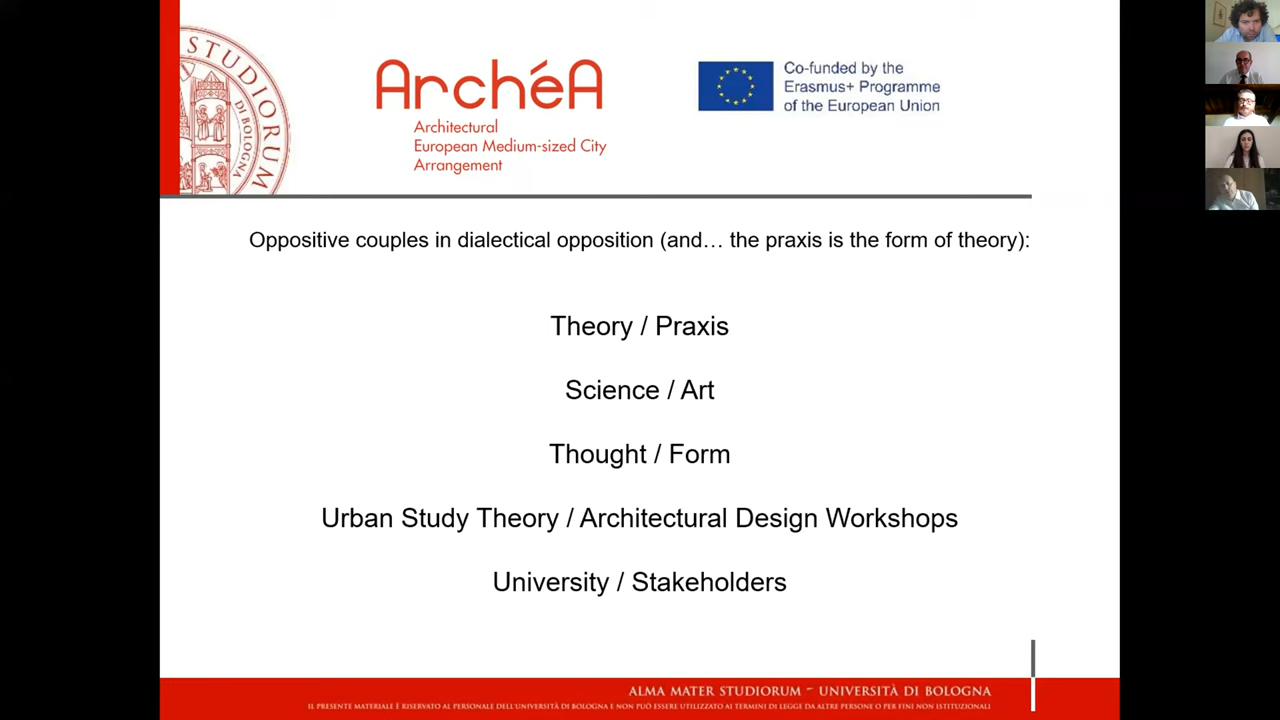 STUDIORUM
DI BOLOGNA
ArchéA
Architectural
European Medium-sized City
Arrangement
Co-funded by the
Erasmus+ Programme
of the European Union
Oppositive couples in dialectical opposition (and… the praxis is the form of theory):
Theory / Praxis
Science / Art
Thought / Form
Urban Study Theory / Architectural Design Workshops
University / Stakeholders
ALMA MATER STUDIORUM ~ UNIVERSITÀ DI BOLOGNA
IL PRESENTE MATERIALE È RISERVATO AL PERSONALE DELL'UNIVERSITÀ DI BOLOGNA E NON PUÒ ESSERE UTILIZZATO AI TERMINI DI LEGGE DA ALTRE PERSONE O PER FINI NON ISTITUZIONALI